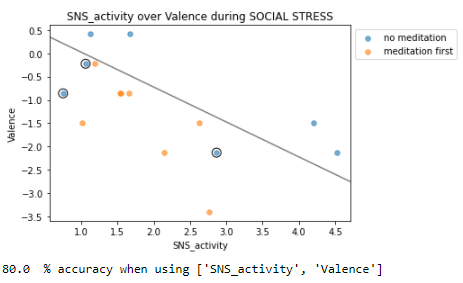 SNS_activity over Valence during SOCIAL STRESS
no meditation
meditation first
0.5
0.0
−0.5
−1.0
−1.5
−2.0
−2.5
−3.0
−3.5
Valence
1.0 1.5 2.0 2.5 3.0 3.5 4.0 4.5
SNS_activity
80.0 % accuracy when using ['SNS_activity', 'Valence']